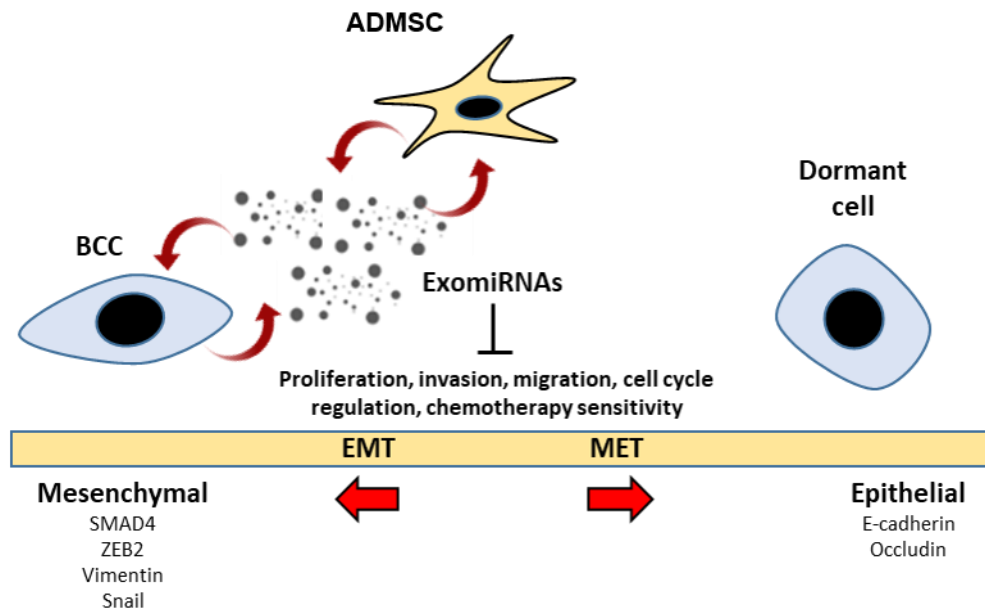 ADMSC
Dormant
cell
BCC
ExomiRNAs
Proliferation, invasion, migration, cell cycle
regulation, chemotherapy sensitivity
EMT
MET
Mesenchymal
SMAD4
ZEB2
Vimentin
Snail
Epithelial
E-cadherin
Occludin